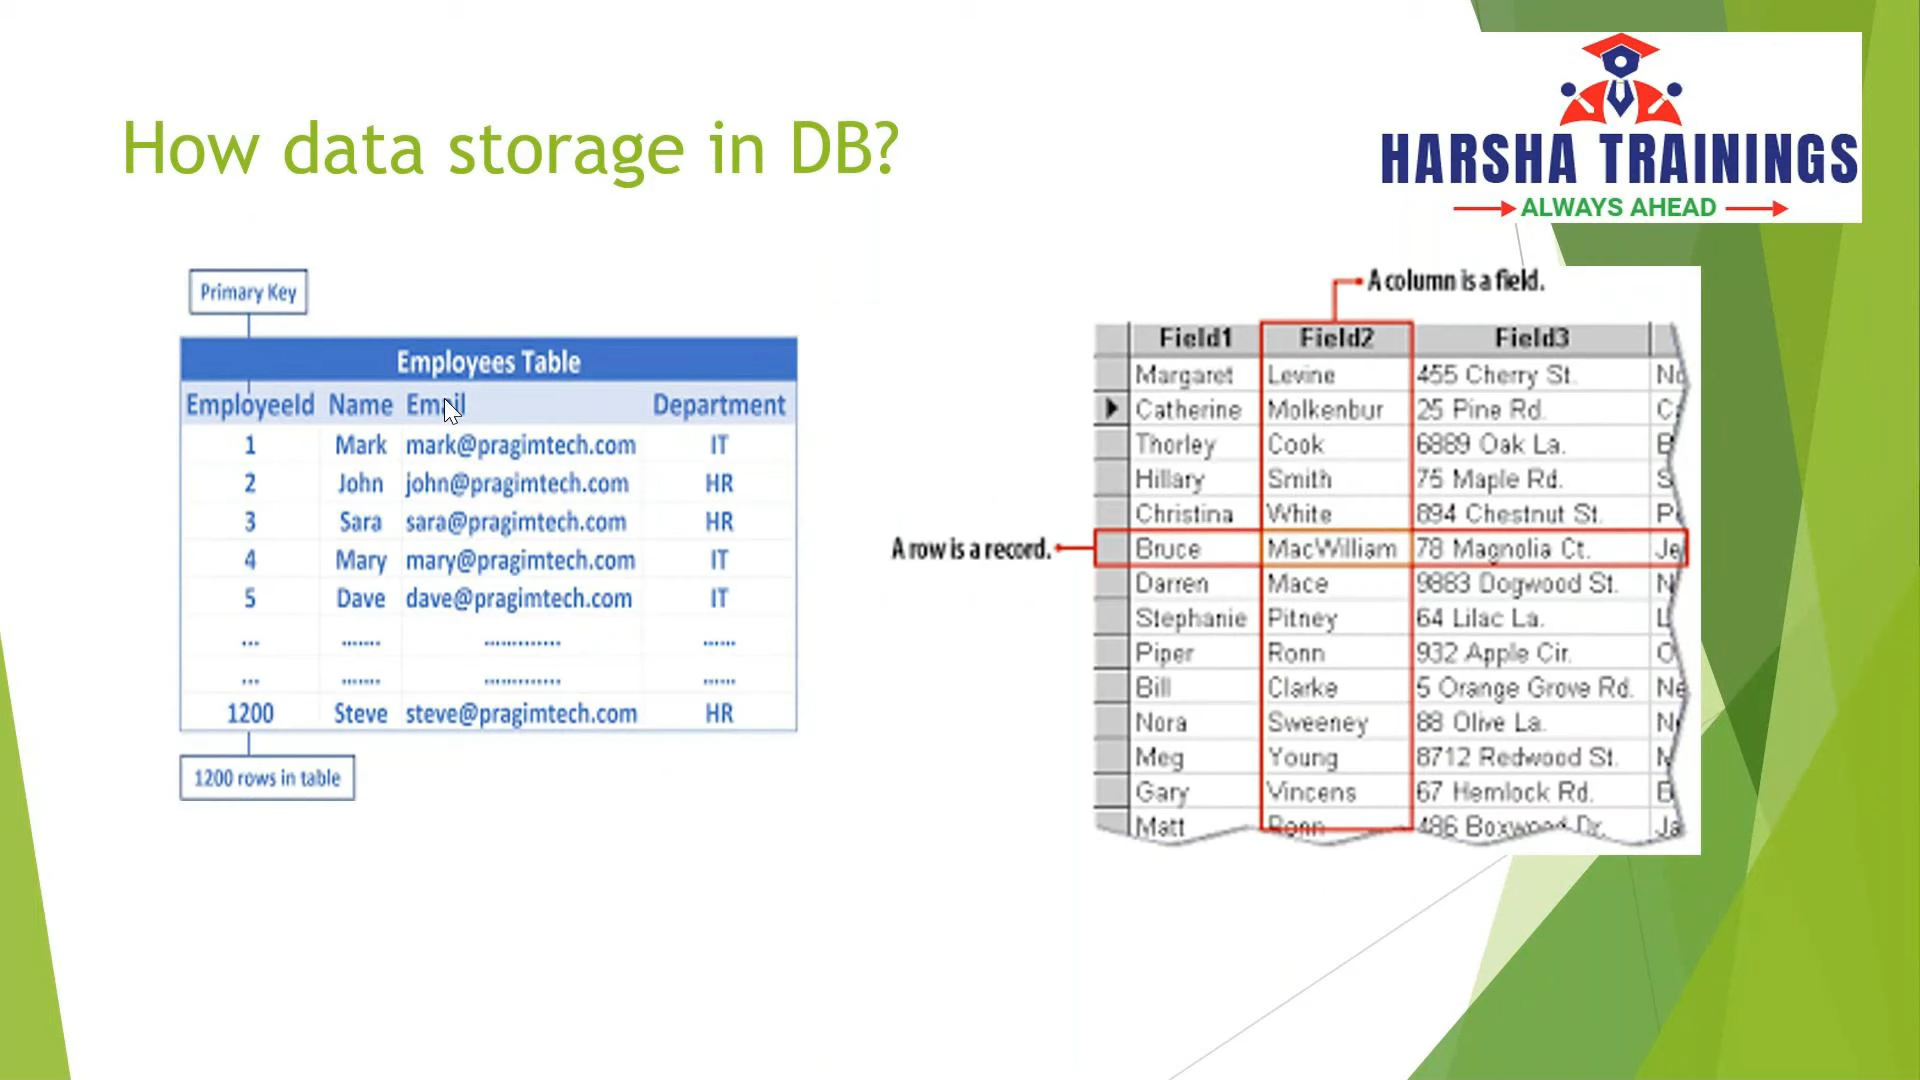 How data storage in DB?
HARSHA TRAININGS
ALWAYS AHEAD
Primary Key
Employees Table
EmployeeId Name Email Department
1 Mark mark@pragimtech.com IT
2 John john@pragimtech.com HR
3 Sara sara@pragimtech.com HR
4 Mary mary@pragimtech.com IT
5 Dave dave@pragimtech.com IT
... ....... ............. ......
... ....... ............. ......
1200 Steve steve@pragimtech.com HR
1200 rows in table
A column is a field.
Field1 Field2 Field3
Margaret Levine 455 Cherry St.
Catherine Molkenbur 25 Pine Rd. C
Thorley Cook 6889 Oak La.
Hillary Smith 75 Maple Rd. S
Christina White 894 Chestnut St.
A row is a record.
Bruce MacWilliam 78 Magnolia Ct. Je
Darren Mace 9883 Dogwood St. N
Stephanie Pitney 64 Lilac La.
Piper Ronn 932 Apple Cir.
Bill Clarke 5 Orange Grove Rd. Ne
Nora Sweeney 88 Olive La.
Meg Young 8712 Redwood St.
Gary Vincens 67 Hemlock Rd.
Matt Ronn 486 Boxwood Dr. Ja